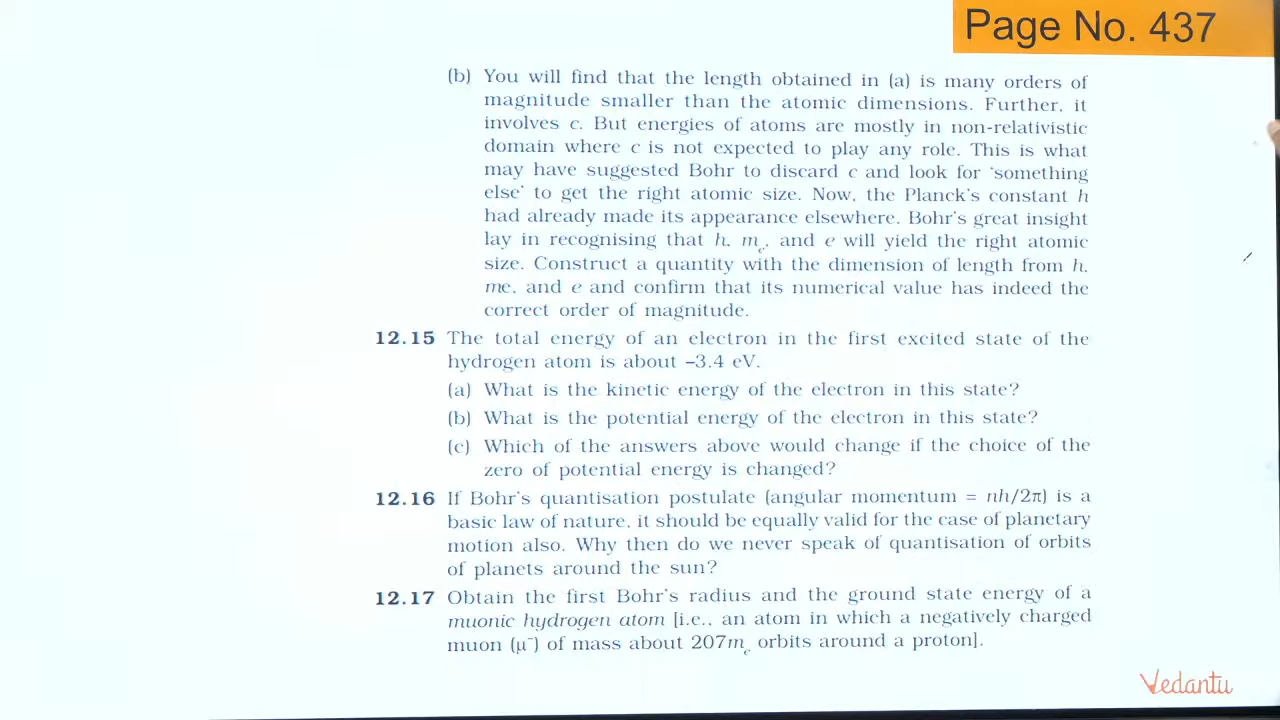 Page No. 437
(b) You will find that the length obtained in (a) is many orders of
magnitude smaller than the atomic dimensions. Further, it
involves c. But energies of atoms are mostly in non-relativistic
domain where c is not expected to play any role. This is what
may have suggested Bohr to discard c and look for ‘something
else’ to get the right atomic size. Now, the Planck’s constant h
had already made its appearance elsewhere. Bohr’s great insight
lay in recognising that h, mₑ, and e will yield the right atomic
size. Construct a quantity with the dimension of length from h,
me, and e and confirm that its numerical value has indeed the
correct order of magnitude.
12.15 The total energy of an electron in the first excited state of the
hydrogen atom is about –3.4 eV.
(a) What is the kinetic energy of the electron in this state?
(b) What is the potential energy of the electron in this state?
(c) Which of the answers above would change if the choice of the
zero of potential energy is changed?
12.16 If Bohr’s quantisation postulate (angular momentum = nh/2π) is a
basic law of nature, it should be equally valid for the case of planetary
motion also. Why then do we never speak of quantisation of orbits
of planets around the sun?
12.17 Obtain the first Bohr’s radius and the ground state energy of a
muonic hydrogen atom [i.e., an atom in which a negatively charged
muon (μ⁻) of mass about 207mₑ orbits around a proton].
Vedantu